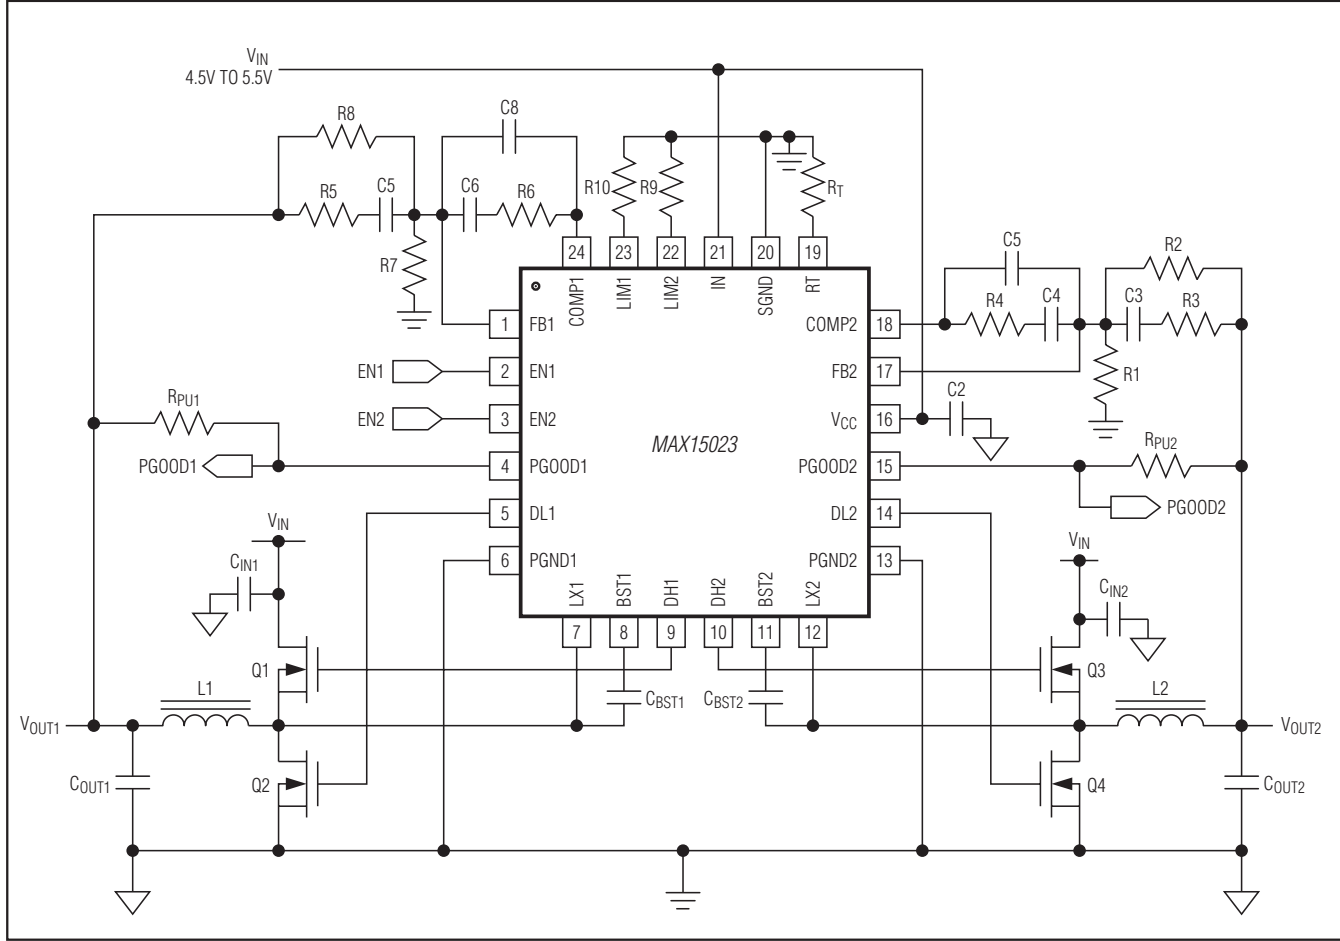 VIN
4.5V TO 5.5V
R8
C8
R5
C5
C6
R6
R10
R9
RT
R7
24
23
22
21
20
19
COMP1
LIM1
LIM2
IN
SGND
RT
C5
R2
R4
C4
C3
R3
R1
1
FB1
COMP2
18
EN1
2
EN1
FB2
17
EN2
3
EN2
VCC
16
C2
RPU1
MAX15023
PGOOD1
4
PGOOD1
PGOOD2
15
RPU2
PGOOD2
5
DL1
DL2
14
VIN
VIN
6
PGND1
PGND2
13
CIN1
CIN2
LX1
BST1
DH1
DH2
BST2
LX2
7
8
9
10
11
12
Q1
Q3
L1
CBST1
CBST2
L2
VOUT1
VOUT2
COUT1
Q2
Q4
COUT2